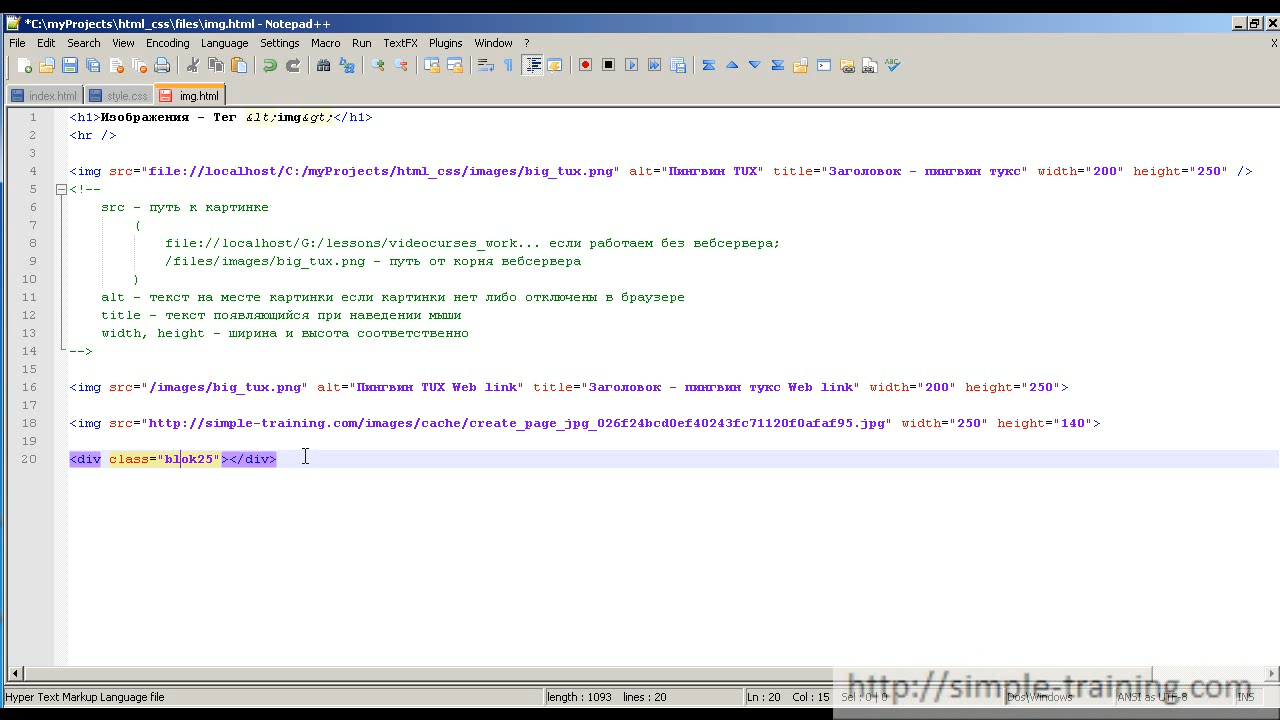 *C:\myProjects\html_css\files\img.html - Notepad++
File Edit Search View Encoding Language Settings Macro Run TextFX Plugins Window ? X
index.html style.css img.html
1 <h1>Изображения - Тег &lt;img&gt;</h1>
2 <hr />
3
4 <img src="file://localhost/C:/myProjects/html_css/images/big_tux.png" alt="Пингвин TUX" title="Заголовок - пингвин тукс" width="200" height="250" />
5 <!--
6 src - путь к картинке
7 (
8 file://localhost/G:/lessons/videocurses_work... если работаем без вебсервера;
9 /files/images/big_tux.png - путь от корня вебсервера
10 )
11 alt - текст на месте картинки если картинки нет либо отключены в браузере
12 title - текст появляющийся при наведении мыши
13 width, height - ширина и высота соответственно
14 -->
15
16 <img src="/images/big_tux.png" alt="Пингвин TUX Web link" title="Заголовок - пингвин тукс Web link" width="200" height="250">
17
18 <img src="http://simple-training.com/images/cache/create_page_jpg_026f24bcd0ef40243fc71120f0afaf95.jpg" width="250" height="140">
19
20 <div class="blok25"></div>
Hyper Text Markup Language file length : 1093 lines : 20 Ln : 20 Col : 15 Sel : 0 | 0 Dos\Windows ANSI as UTF-8 INS
http://simple-training.com